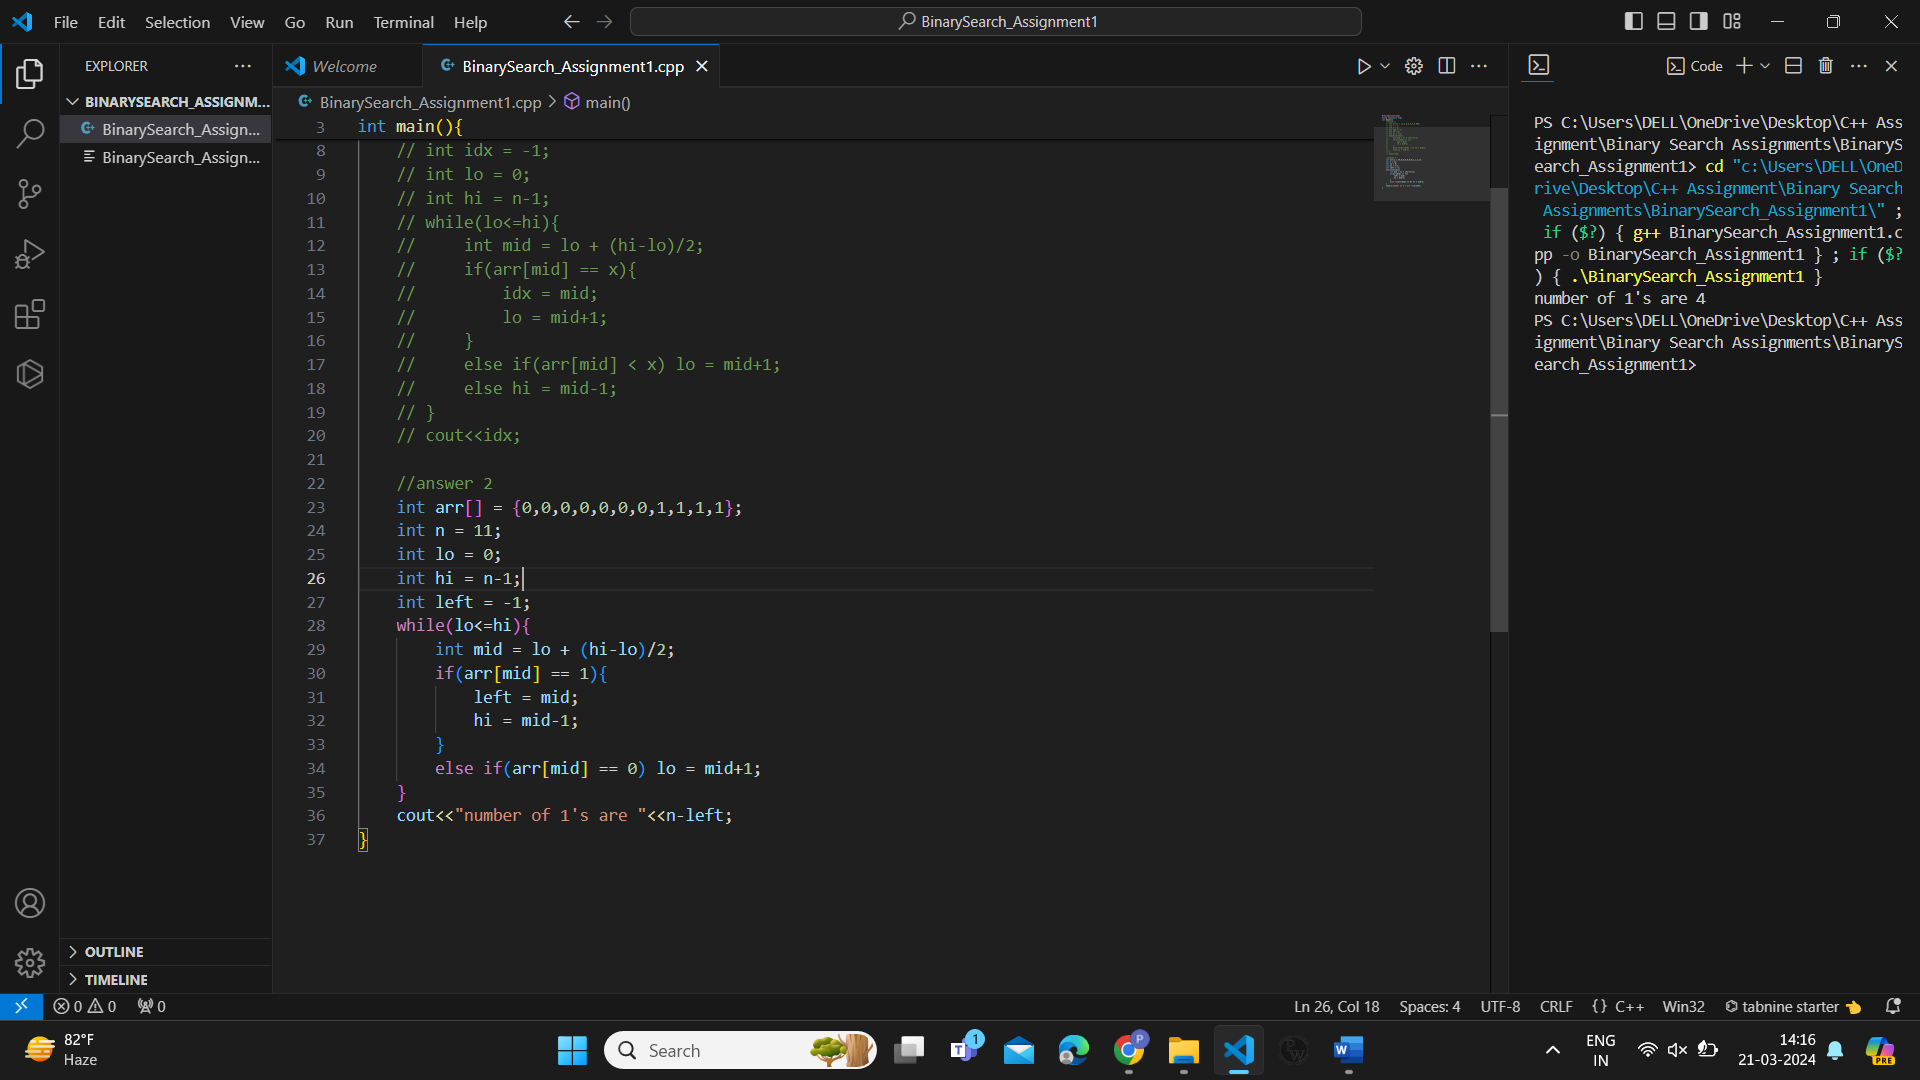 File Edit Selection View Go Run Terminal Help
BinarySearch_Assignment1
EXPLORER
BINARYSEARCH_ASSIGNM...
BinarySearch_Assign...
BinarySearch_Assign...
OUTLINE
TIMELINE
Welcome
BinarySearch_Assignment1.cpp
BinarySearch_Assignment1.cpp > main()
3 int main(){
8 // int idx = -1;
9 // int lo = 0;
10 // int hi = n-1;
11 // while(lo<=hi){
12 //     int mid = lo + (hi-lo)/2;
13 //     if(arr[mid] == x){
14 //         idx = mid;
15 //         lo = mid+1;
16 //     }
17 //     else if(arr[mid] < x) lo = mid+1;
18 //     else hi = mid-1;
19 // }
20 // cout<<idx;
21
22 //answer 2
23 int arr[] = {0,0,0,0,0,0,0,1,1,1,1};
24 int n = 11;
25 int lo = 0;
26 int hi = n-1;
27 int left = -1;
28 while(lo<=hi){
29     int mid = lo + (hi-lo)/2;
30     if(arr[mid] == 1){
31         left = mid;
32         hi = mid-1;
33     }
34     else if(arr[mid] == 0) lo = mid+1;
35 }
36 cout<<"number of 1's are "<<n-left;
37 }
Code
PS C:\Users\DELL\OneDrive\Desktop\C++ Ass
ignment\Binary Search Assignments\BinaryS
earch_Assignment1> cd "c:\Users\DELL\OneD
rive\Desktop\C++ Assignment\Binary Search
Assignments\BinarySearch_Assignment1\" ;
if ($?) { g++ BinarySearch_Assignment1.c
pp -o BinarySearch_Assignment1 } ; if ($?
) { .\BinarySearch_Assignment1 }
number of 1's are 4
PS C:\Users\DELL\OneDrive\Desktop\C++ Ass
ignment\Binary Search Assignments\BinaryS
earch_Assignment1>
0 0 0
Ln 26, Col 18 Spaces: 4 UTF-8 CRLF {} C++ Win32 tabnine starter
82°F
Haze
Search
1
P
W
PRE
ENG
IN
14:16
21-03-2024